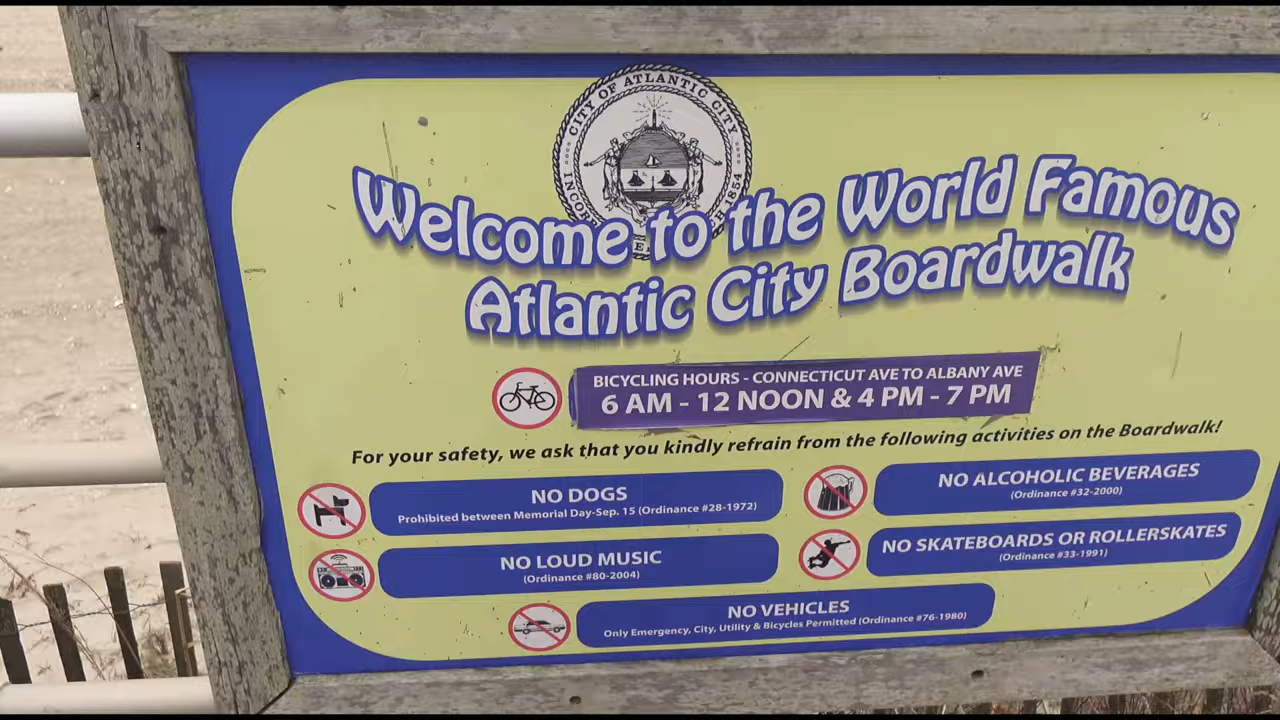 CITY OF ATLANTIC CITY
Welcome to the World Famous
Atlantic City Boardwalk
BICYCLING HOURS - CONNECTICUT AVE TO ALBANY AVE
6 AM - 12 NOON & 4 PM - 7 PM
For your safety, we ask that you kindly refrain from the following activities on the Boardwalk!
NO DOGS
Prohibited between Memorial Day-Sep. 15 (Ordinance #28-1972)
NO ALCOHOLIC BEVERAGES
(Ordinance #32-2000)
NO LOUD MUSIC
(Ordinance #80-2004)
NO SKATEBOARDS OR ROLLERSKATES
(Ordinance #33-1991)
NO VEHICLES
Only Emergency, City, Utility & Bicycles Permitted (Ordinance #76-1980)